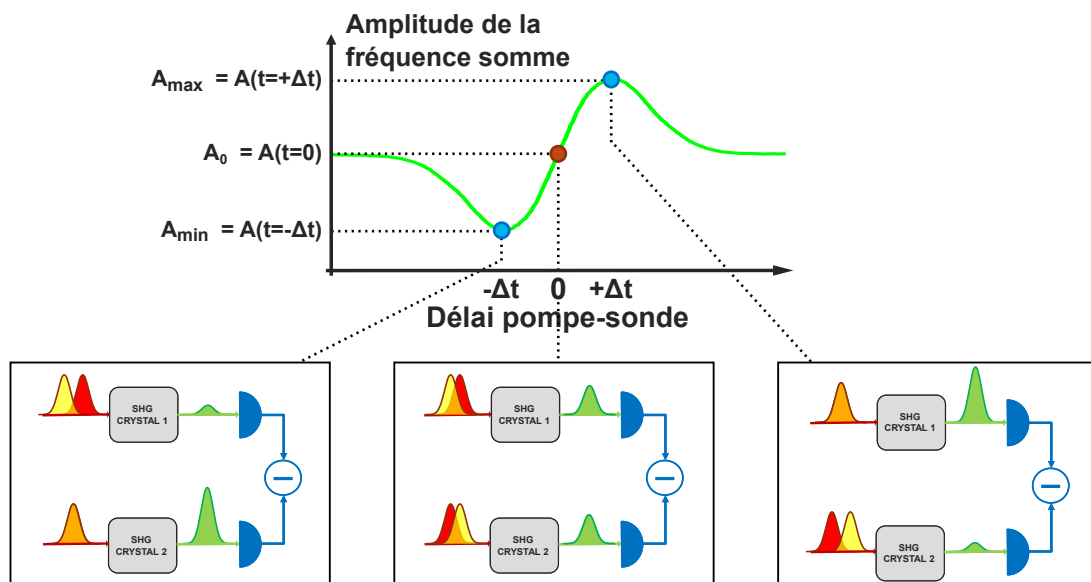 Amplitude de la
fréquence somme
Amax = A(t=+Δt)
A0 = A(t=0)
Amin = A(t=-Δt)
-Δt 0 +Δt
Délai pompe-sonde
SHG
CRYSTAL 1
SHG
CRYSTAL 2
SHG
CRYSTAL 1
SHG
CRYSTAL 2
SHG
CRYSTAL 1
SHG
CRYSTAL 2